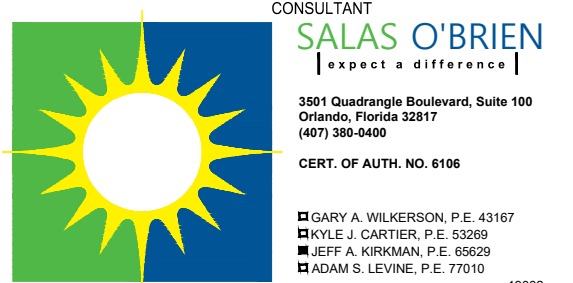 CONSULTANT
SALAS O'BRIEN
expect a difference
3501 Quadrangle Boulevard, Suite 100
Orlando, Florida 32817
(407) 380-0400
CERT. OF AUTH. NO. 6106
GARY A. WILKERSON, P.E. 43167
KYLE J. CARTIER, P.E. 53269
JEFF A. KIRKMAN, P.E. 65629
ADAM S. LEVINE, P.E. 77010